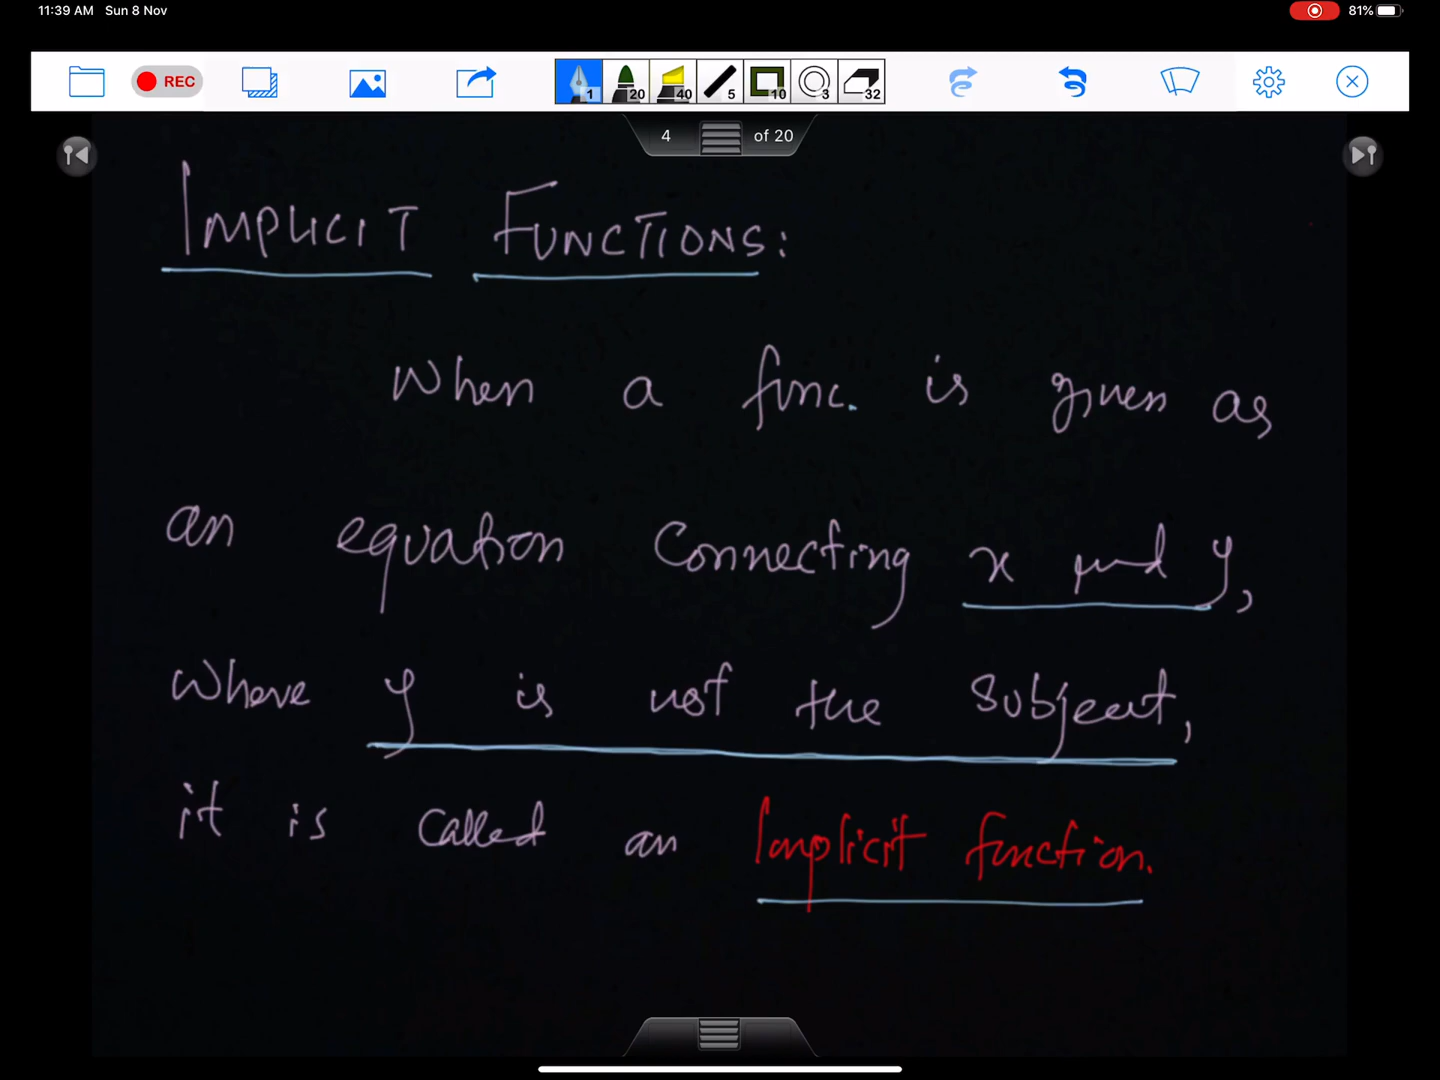 11:39 AM Sun 8 Nov
81%
REC
1 20 40 5 10 3 32
4 of 20
IMPLICIT FUNCTIONS:
When a func. is given as
an equation Connecting x and y,
where y is not the subject,
it is called an Implicit function.